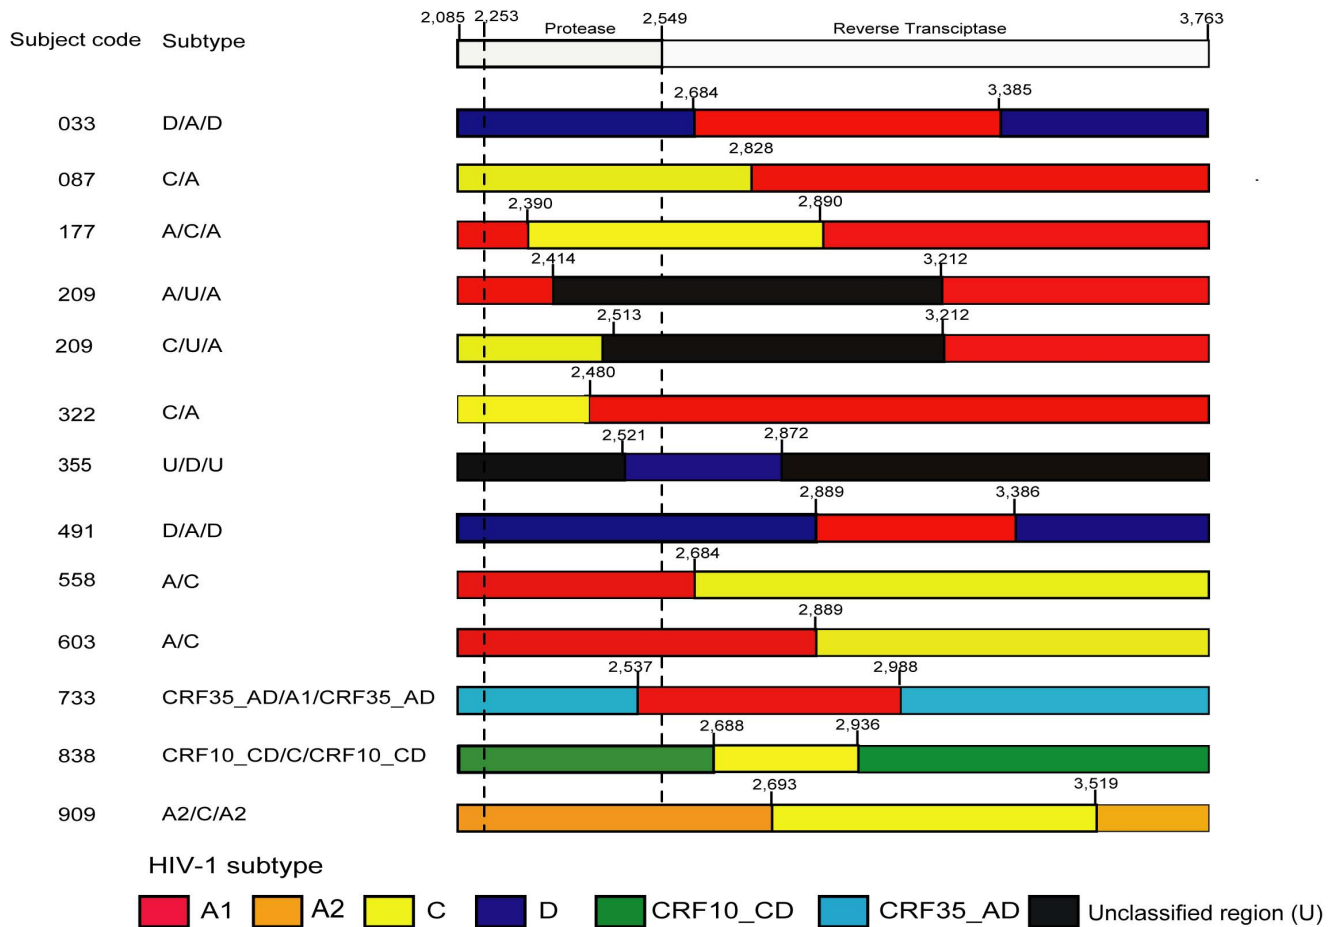 2,085 2,253 2,549 3,763
Subject code Subtype Protease Reverse Transciptase
2,684 3,385
033 D/A/D
2,828
087 C/A
2,390 2,890
177 A/C/A
2,414 3,212
209 A/U/A
2,513 3,212
209 C/U/A
2,480
322 C/A
2,521 2,872
355 U/D/U
2,889 3,386
491 D/A/D
2,684
558 A/C
2,889
603 A/C
2,537 2,988
733 CRF35_AD/A1/CRF35_AD
2,688 2,936
838 CRF10_CD/C/CRF10_CD
2,693 3,519
909 A2/C/A2
HIV-1 subtype
A1 A2 C D CRF10_CD CRF35_AD Unclassified region (U)